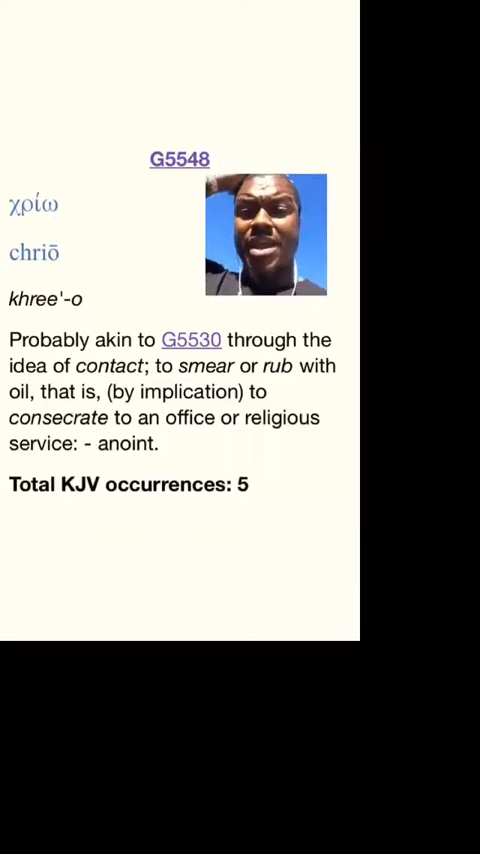 G5548
χρίω
chriō
khree'-o
Probably akin to G5530 through the
idea of contact; to smear or rub with
oil, that is, (by implication) to
consecrate to an office or religious
service: - anoint.
Total KJV occurrences: 5